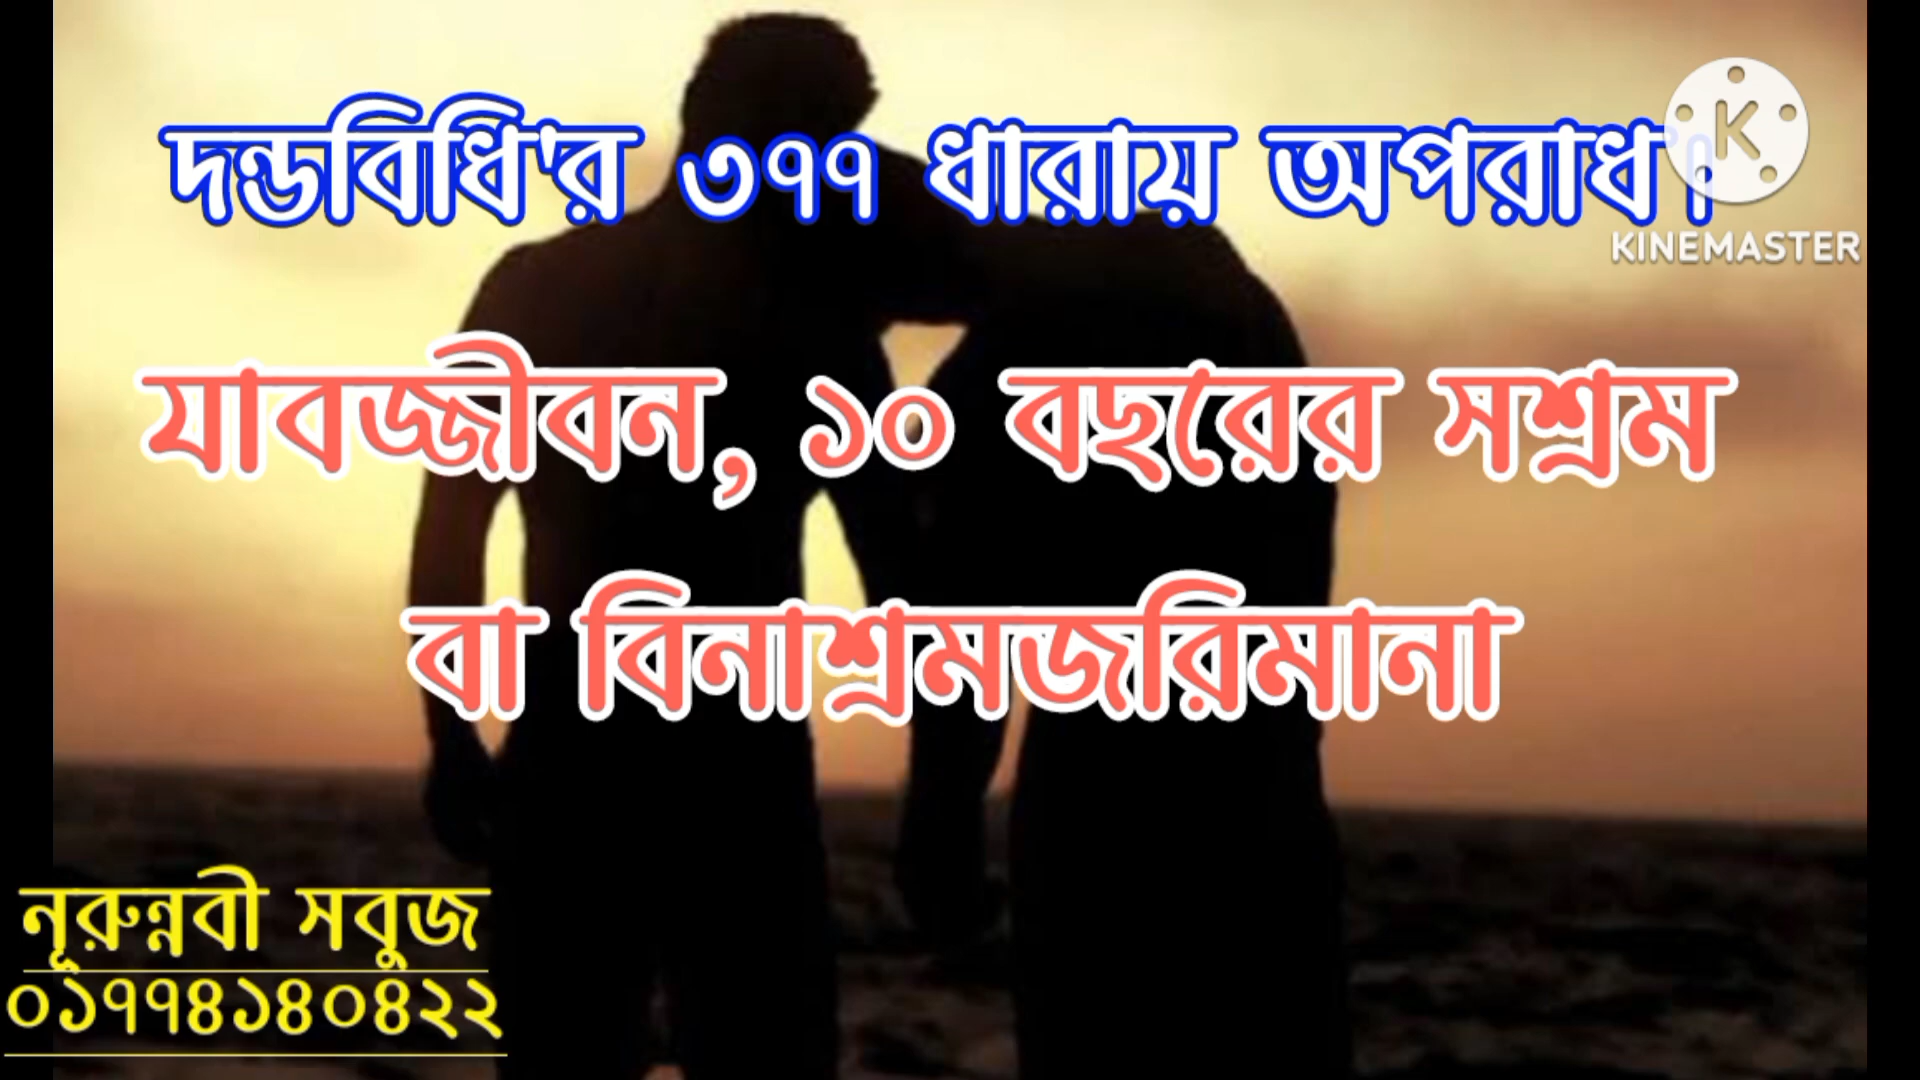 দন্ডবিধি'র ৩৭৭ ধারায় অপরাধ।
K
KINEMASTER
যাবজ্জীবন, ১০ বছরের সশ্রম
বা বিনাশ্রমজরিমানা
নূরুন্নবী সবুজ
০১৭৭৪১৪০৪২২